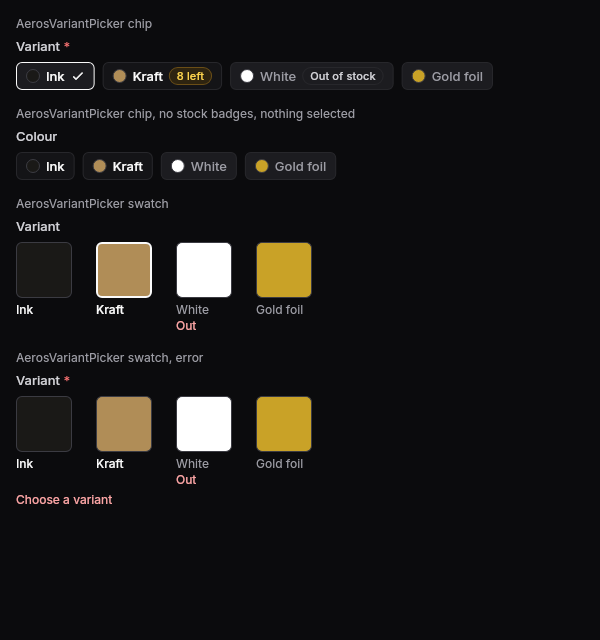 AerosVariantPicker chip
Variant *
Ink Kraft 8 left White Out of stock Gold foil
AerosVariantPicker chip, no stock badges, nothing selected
Colour
Ink Kraft White Gold foil
AerosVariantPicker swatch
Variant
Ink Kraft White Gold foil
Out
AerosVariantPicker swatch, error
Variant *
Ink Kraft White Gold foil
Out
Choose a variant